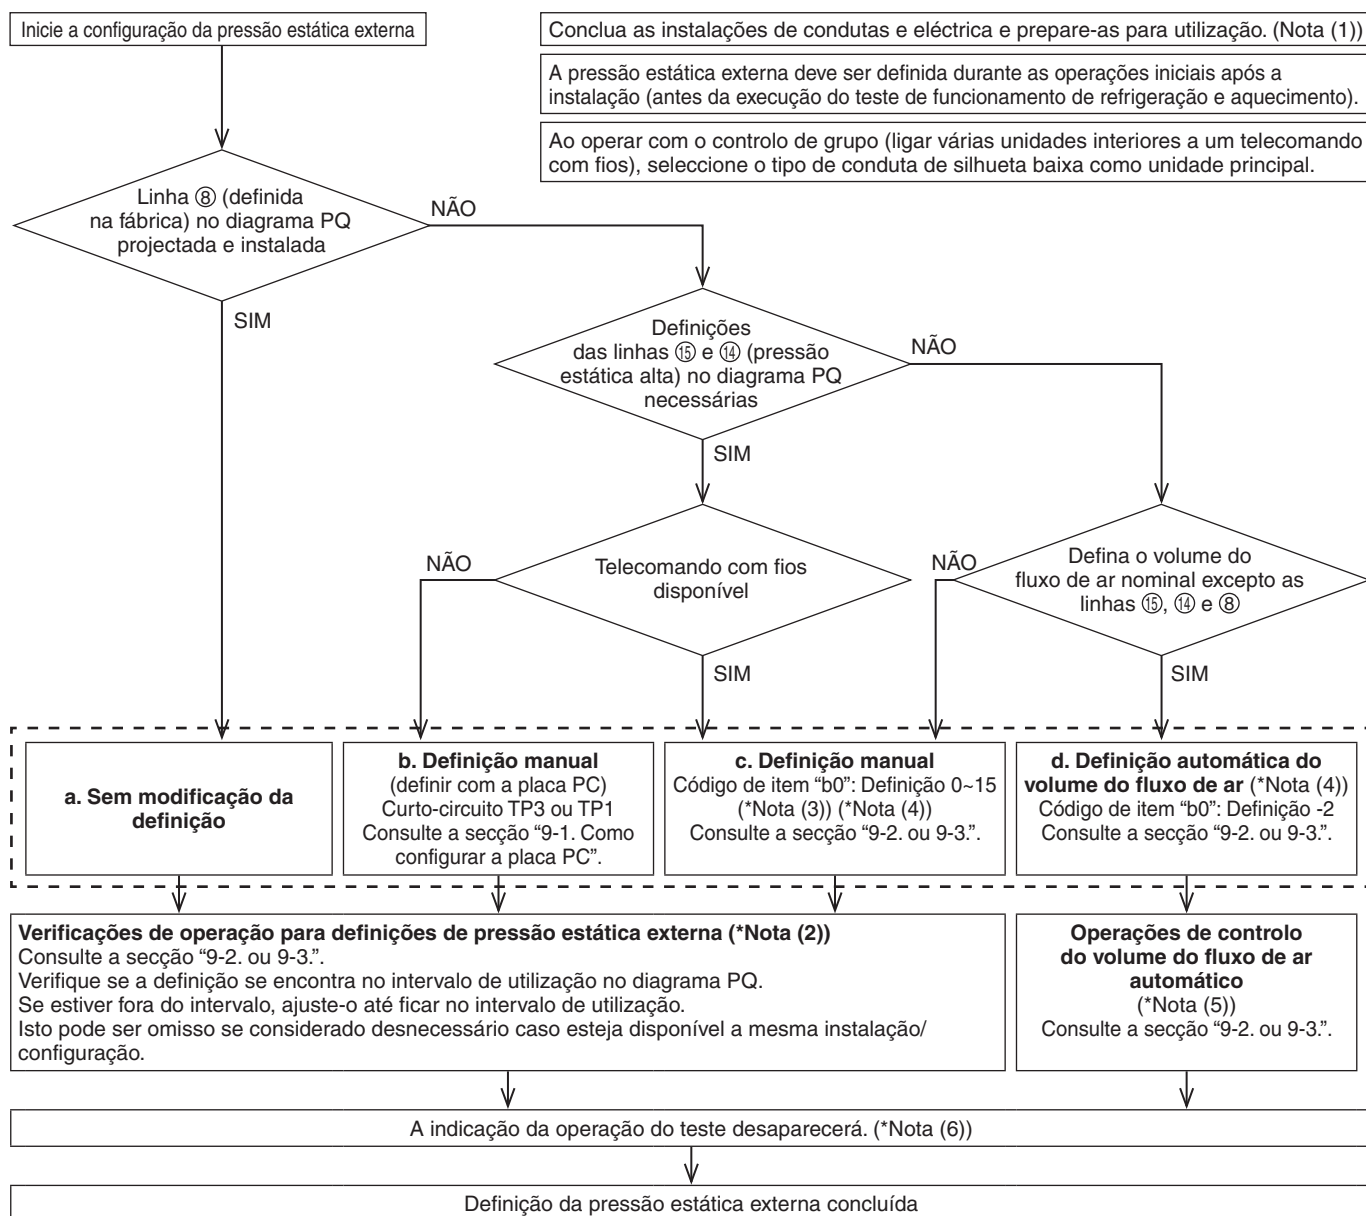 Inicie a configuração da pressão estática externa
Conclua as instalações de condutas e eléctrica e prepare-as para utilização. (Nota (1))
A pressão estática externa deve ser definida durante as operações iniciais após a
instalação (antes da execução do teste de funcionamento de refrigeração e aquecimento).
Ao operar com o controlo de grupo (ligar várias unidades interiores a um telecomando
com fios), seleccione o tipo de conduta de silhueta baixa como unidade principal.
Linha ⑧ (definida
na fábrica) no diagrama PQ
projectada e instalada
NÃO
SIM
Definições
das linhas ⑮ e ⑭ (pressão
estática alta) no diagrama PQ
necessárias
NÃO
SIM
Telecomando com fios
disponível
NÃO
SIM
Defina o volume do
fluxo de ar nominal excepto as
linhas ⑮, ⑭ e ⑧
NÃO
SIM
a. Sem modificação da
definição
b. Definição manual
(definir com a placa PC)
Curto-circuito TP3 ou TP1
Consulte a secção “9-1. Como
configurar a placa PC”.
c. Definição manual
Código de item “b0”: Definição 0~15
(*Nota (3)) (*Nota (4))
Consulte a secção “9-2. ou 9-3.”.
d. Definição automática do
volume do fluxo de ar (*Nota (4))
Código de item “b0”: Definição -2
Consulte a secção “9-2. ou 9-3.”.
Verificações de operação para definições de pressão estática externa (*Nota (2))
Consulte a secção “9-2. ou 9-3.”.
Verifique se a definição se encontra no intervalo de utilização no diagrama PQ.
Se estiver fora do intervalo, ajuste-o até ficar no intervalo de utilização.
Isto pode ser omisso se considerado desnecessário caso esteja disponível a mesma instalação/
configuração.
Operações de controlo
do volume do fluxo de ar
automático
(*Nota (5))
Consulte a secção “9-2. ou 9-3.”.
A indicação da operação do teste desaparecerá. (*Nota (6))
Definição da pressão estática externa concluída